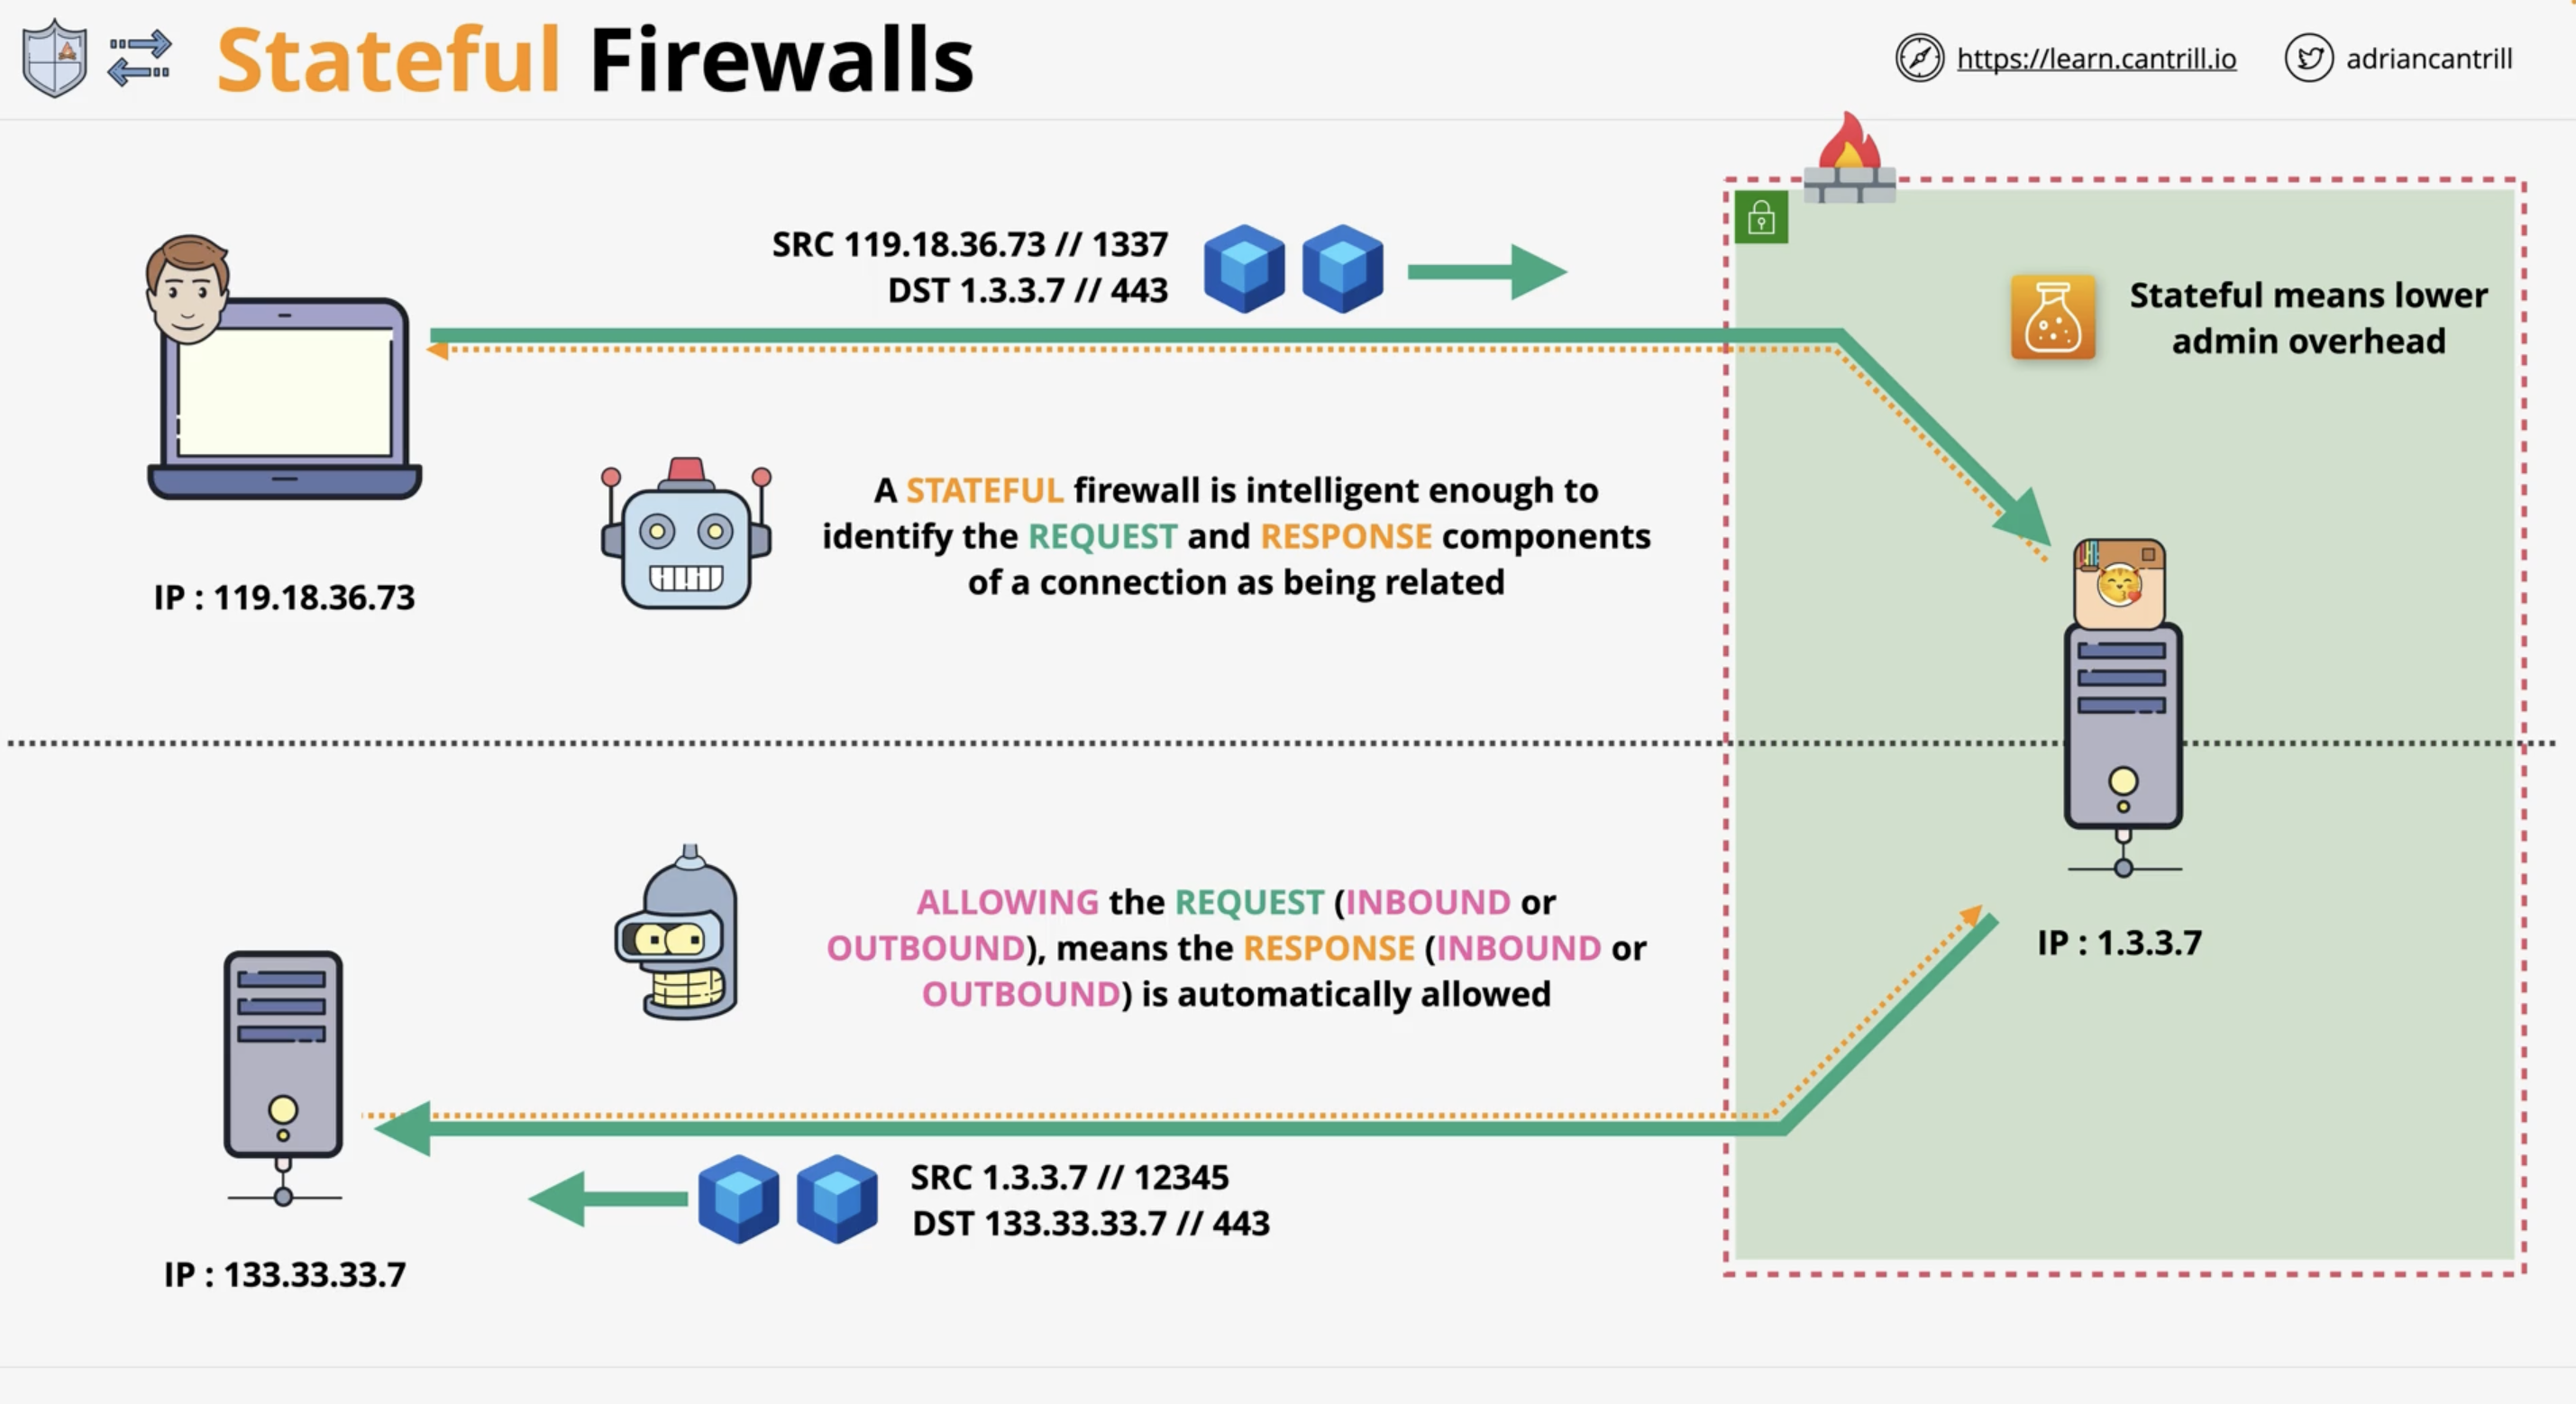 Stateful Firewalls
https://learn.cantrill.io
adriancantrill
SRC 119.18.36.73 // 1337
DST 1.3.3.7 // 443
Stateful means lower
admin overhead
A STATEFUL firewall is intelligent enough to
identify the REQUEST and RESPONSE components
of a connection as being related
IP : 119.18.36.73
ALLOWING the REQUEST (INBOUND or
OUTBOUND), means the RESPONSE (INBOUND or
OUTBOUND) is automatically allowed
IP : 1.3.3.7
SRC 1.3.3.7 // 12345
DST 133.33.33.7 // 443
IP : 133.33.33.7